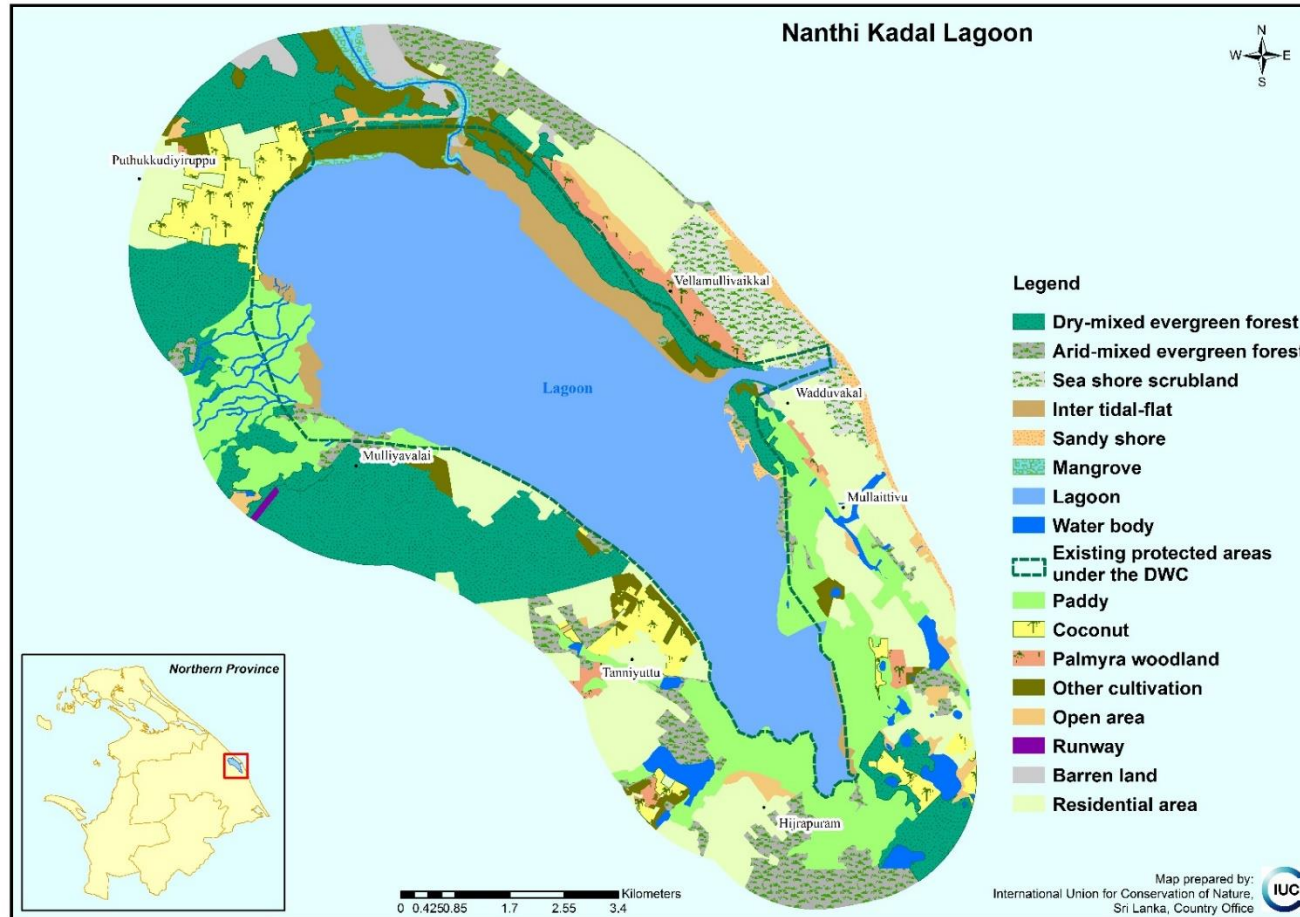 Nanthi Kadal Lagoon
N
W E
S
Puthukkudiyiruppu
Vellamullivaikkal
Lagoon
Wadduvakal
Mulliyavalai
Mullaittivu
Tanniyuttu
Hijrapuram
Legend
Dry-mixed evergreen forest
Arid-mixed evergreen forest
Sea shore scrubland
Inter tidal-flat
Sandy shore
Mangrove
Lagoon
Water body
Existing protected areas
under the DWC
Paddy
Coconut
Palmyra woodland
Other cultivation
Open area
Runway
Barren land
Residential area
Northern Province
Kilometers
0 0.4250.85 1.7 2.55 3.4
Map prepared by:
International Union for Conservation of Nature,
Sri Lanka, Country Office
IUC